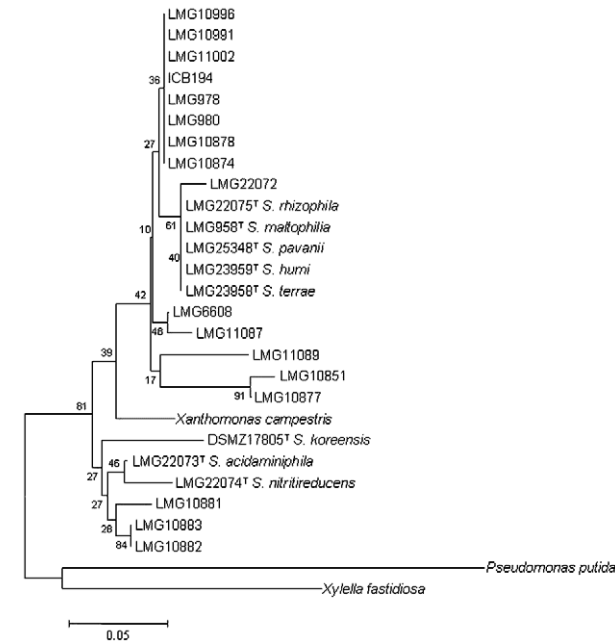 LMG10996
LMG10991
LMG11002
36
ICB194
LMG978
LMG980
LMG10878
27
LMG10874
LMG22072
LMG22075ᵀ S. rhizophila
61
LMG958ᵀ S. maltophilia
10
LMG25348ᵀ S. pavanii
40
LMG23959ᵀ S. humi
LMG23958ᵀ S. terrae
42
LMG6608
48
LMG11087
39
LMG11089
LMG10851
17
91
LMG10877
81
Xanthomonas campestris
DSMZ17805ᵀ S. koreensis
46
LMG22073ᵀ S. acidaminiphila
27
LMG22074ᵀ S. nitritireducens
27
LMG10881
28
LMG10883
84
LMG10882
Pseudomonas putida
Xylella fastidiosa
0.05